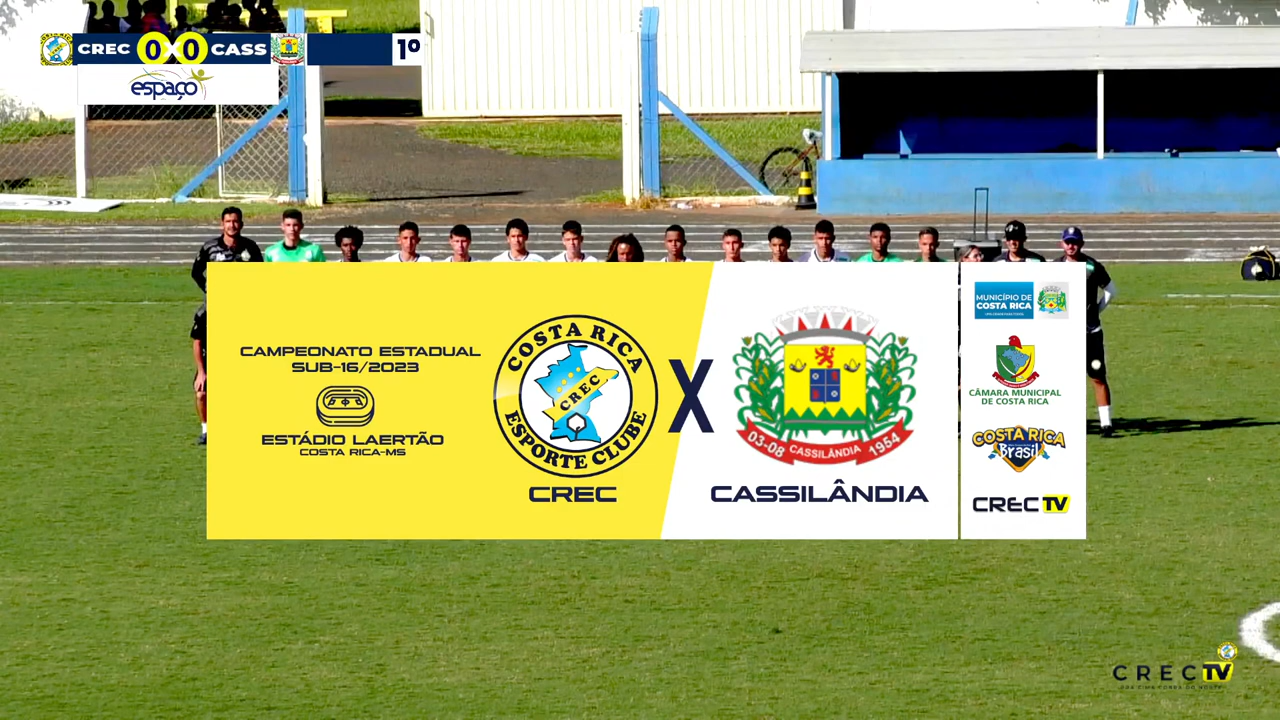 CREC 0X0 CASS 1º
espaço
CAMPEONATO ESTADUAL
SUB-16/2023
ESTÁDIO LAERTÃO
COSTA RICA-MS
COSTA RICA
CREC
ESPORTE CLUBE
CREC
X
03-08 CASSILÂNDIA 1954
CASSILÂNDIA
MUNICÍPIO DE
COSTA RICA
CÂMARA MUNICIPAL
DE COSTA RICA
COSTA RICA
Brasil
CREC TV
CREC TV